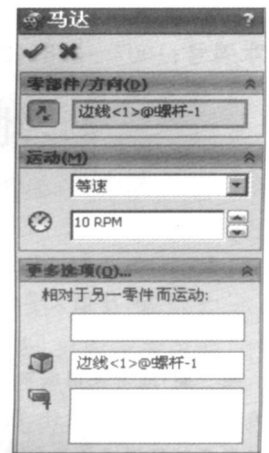 马达 ?
零部件/方向(D)
边线<1>@螺杆-1
运动(M)
等速
10 RPM
更多选项(O)...
相对于另一零件而运动:
边线<1>@螺杆-1